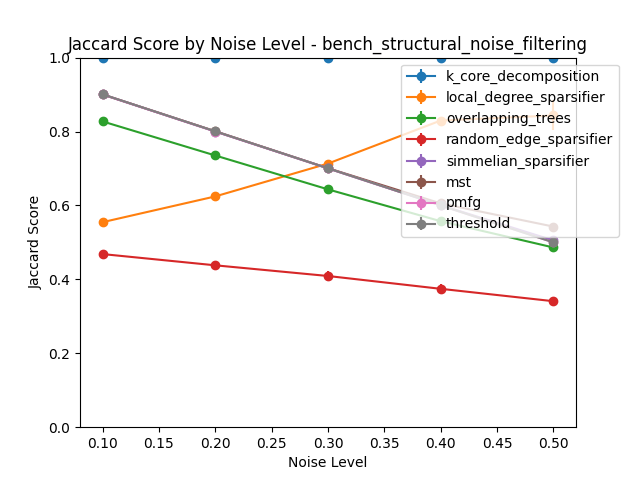 Jaccard Score by Noise Level - bench_structural_noise_filtering
1.0
0.8
0.6
0.4
0.2
0.0
Jaccard Score
k_core_decomposition
local_degree_sparsifier
overlapping_trees
random_edge_sparsifier
simmelian_sparsifier
mst
pmfg
threshold
0.10 0.15 0.20 0.25 0.30 0.35 0.40 0.45 0.50
Noise Level